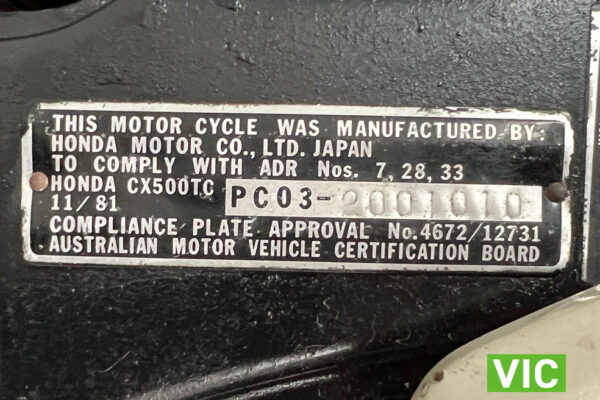 THIS MOTOR CYCLE WAS MANUFACTURED BY:
HONDA MOTOR CO., LTD. JAPAN
TO COMPLY WITH ADR Nos. 7, 28, 33
HONDA CX500TC PC03-2001010
11/81
COMPLIANCE PLATE APPROVAL No. 4672/12731
AUSTRALIAN MOTOR VEHICLE CERTIFICATION BOARD
VIC